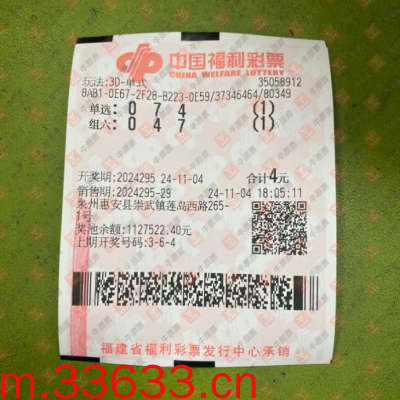 中国福利彩票
CHINA WELFARE LOTTERY
玩法:3D-单式 35058912
8AB1-0E67-2F28-B223-0E59/37346464/80349
单选: 0 7 4 (1)
组六: 0 4 7 (1)
开奖期:2024295 24-11-04 合计4元
销售期:2024295-29 24-11-04 18:05:11
泉州惠安县崇武镇莲岛西路265-
1号
奖池余额:1127522.40元
上期开奖号码:3-6-4
福建省福利彩票发行中心承销
m.33633.cn